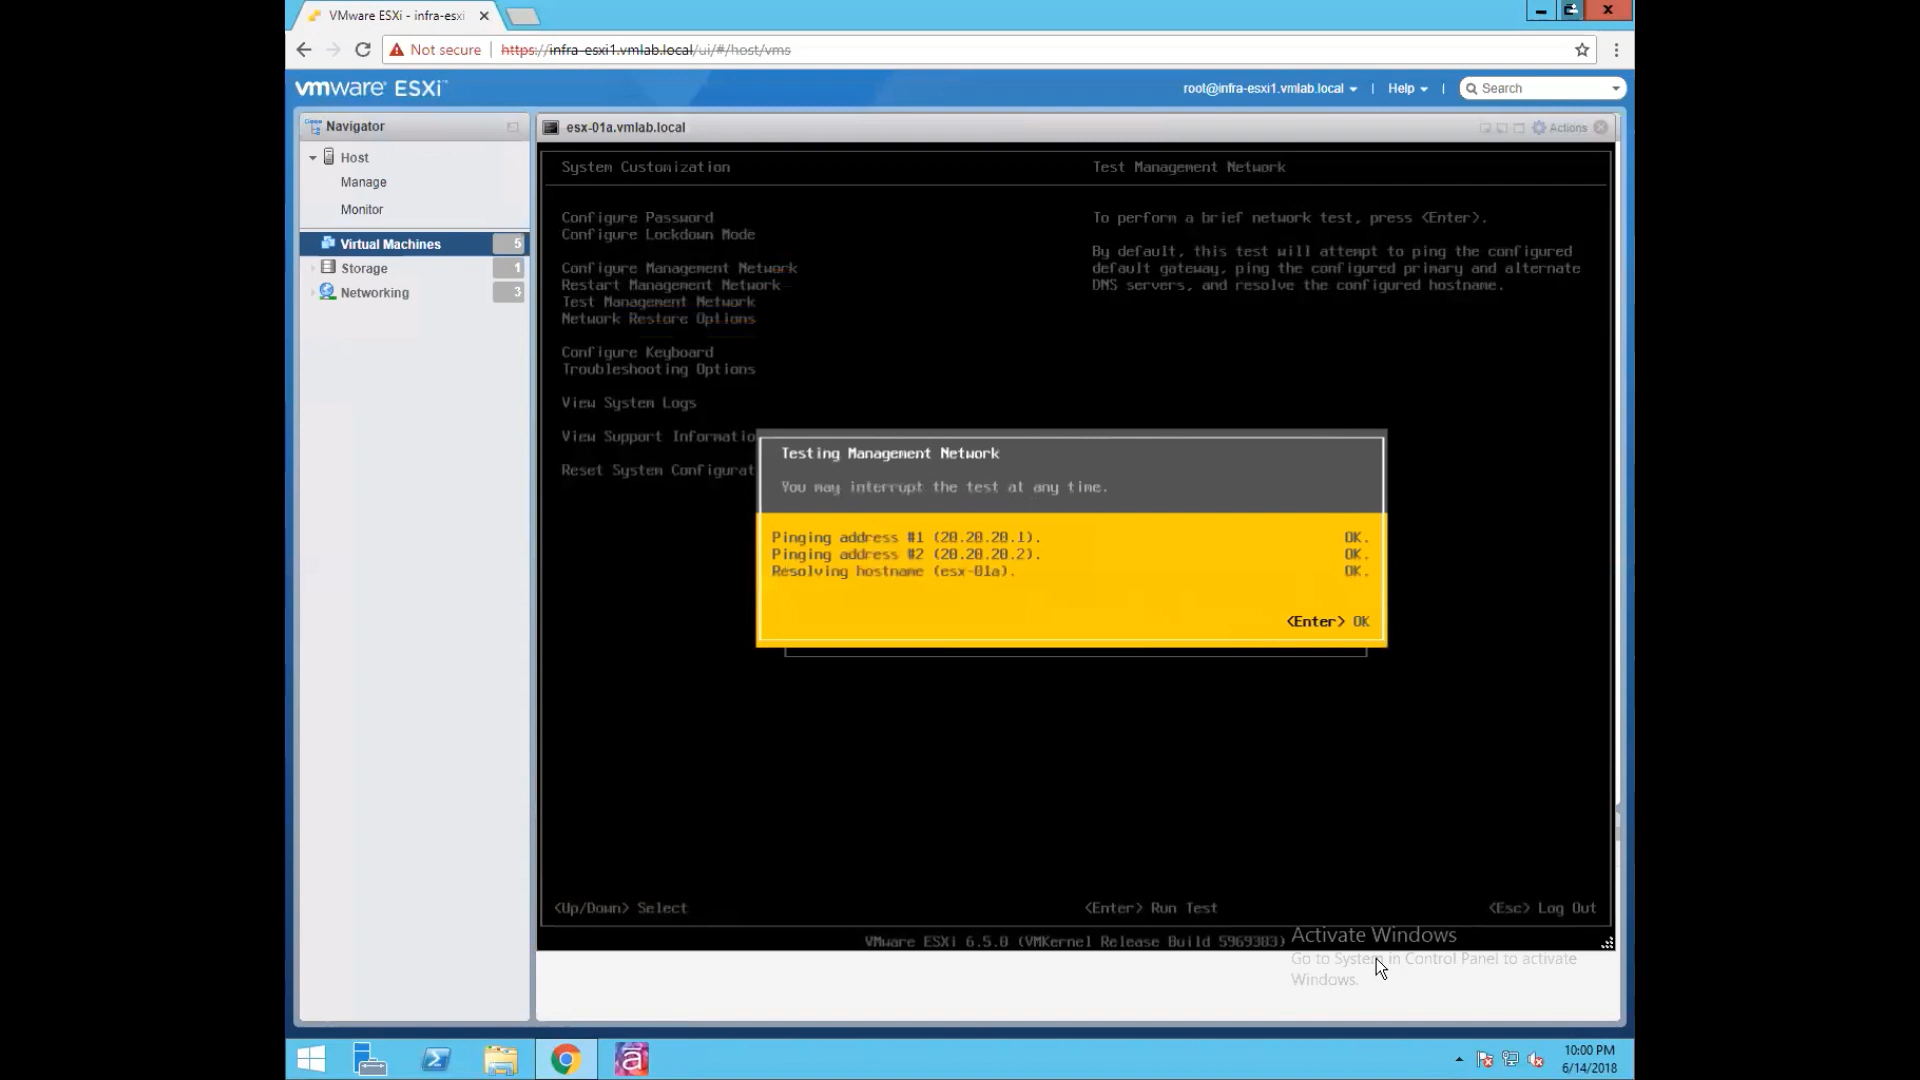 VMware ESXi - infra-esxi
Not secure | https://infra-esxi1.vmlab.local/ui/#/host/vms
vmware ESXi™
root@infra-esxi1.vmlab.local | Help | Search
Navigator
Host
Manage
Monitor
Virtual Machines 5
Storage 1
Networking 3
esx-01a.vmlab.local
Actions
System Customization
Test Management Network
Configure Password
Configure Lockdown Mode
Configure Management Network
Restart Management Network
Test Management Network
Network Restore Options
Configure Keyboard
Troubleshooting Options
View System Logs
View Support Informatio
Reset System Configurat
To perform a brief network test, press <Enter>.
By default, this test will attempt to ping the configured
default gateway, ping the configured primary and alternate
DNS servers, and resolve the configured hostname.
Testing Management Network
You may interrupt the test at any time.
Pinging address #1 (20.20.20.1). OK.
Pinging address #2 (20.20.20.2). OK.
Resolving hostname (esx-01a). OK.
<Enter> OK
<Up/Down> Select
<Enter> Run Test
<Esc> Log Out
VMware ESXi 6.5.0 (VMKernel Release Build 5969303)
Activate Windows
Go to System in Control Panel to activate
Windows.
10:00 PM
6/14/2018